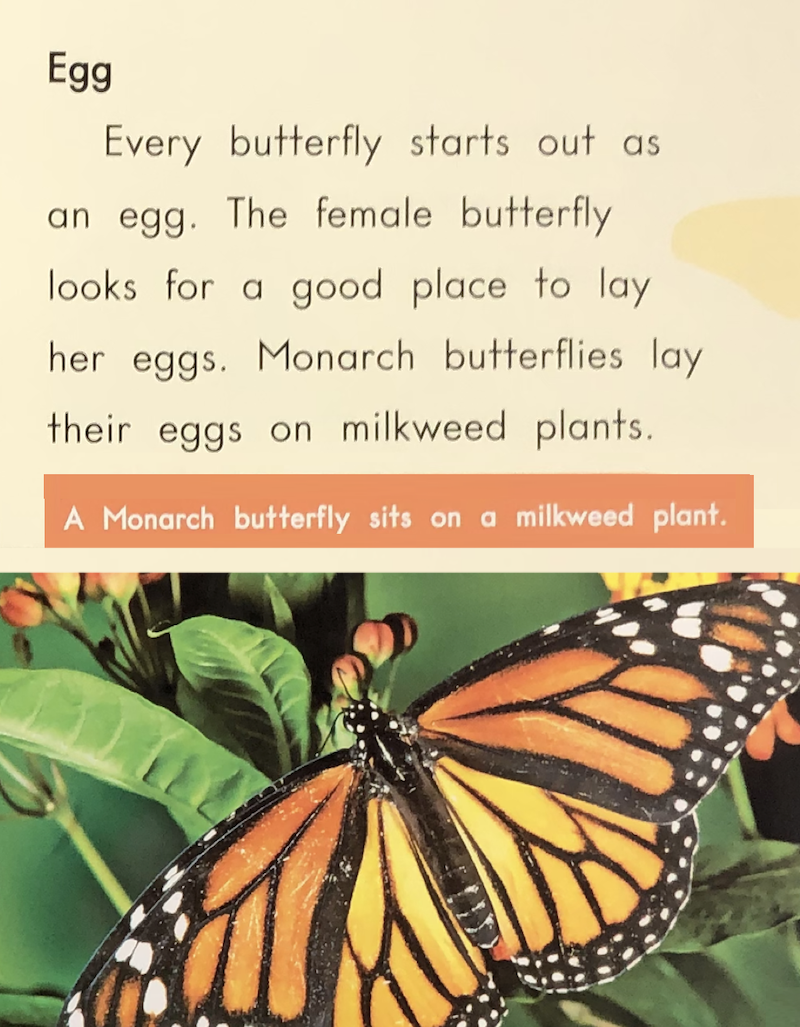 Egg
Every butterfly starts out as
an egg. The female butterfly
looks for a good place to lay
her eggs. Monarch butterflies lay
their eggs on milkweed plants.
A Monarch butterfly sits on a milkweed plant.